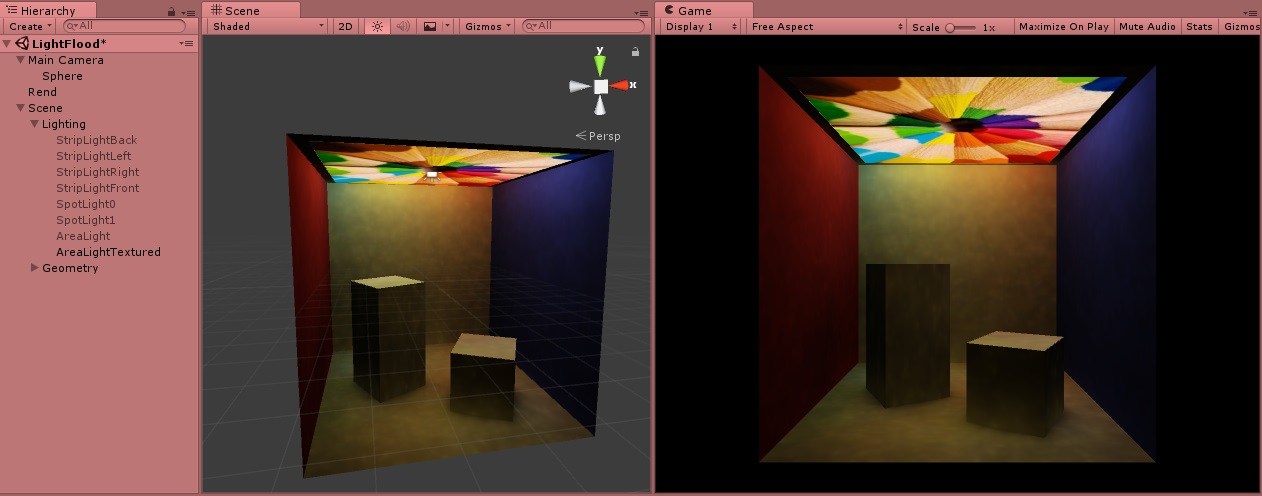 Hierarchy
Create
All
LightFlood*
Main Camera
Sphere
Rend
Scene
Lighting
StripLightBack
StripLightLeft
StripLightRight
StripLightFront
SpotLight0
SpotLight1
AreaLight
AreaLightTextured
Geometry
Scene
Shaded 2D Gizmos All
y
x
Persp
Game
Display 1 Free Aspect Scale 1x Maximize On Play Mute Audio Stats Gizmos